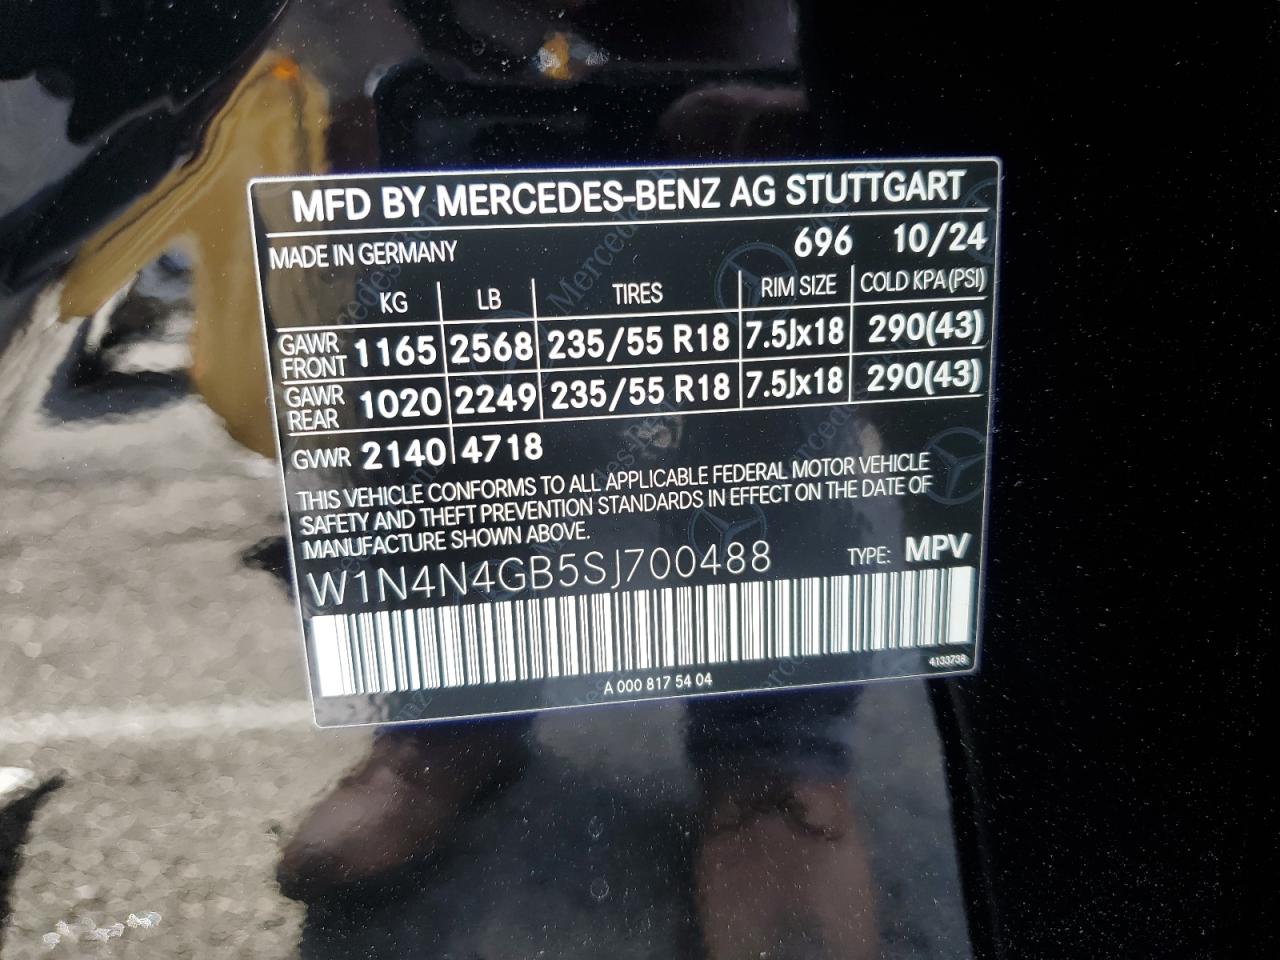 MFD BY MERCEDES-BENZ AG STUTTGART
MADE IN GERMANY 696 10/24
KG LB TIRES RIM SIZE COLD KPA (PSI)
GAWR FRONT 1165 2568 235/55 R18 7.5Jx18 290(43)
GAWR REAR 1020 2249 235/55 R18 7.5Jx18 290(43)
GVWR 2140 4718
THIS VEHICLE CONFORMS TO ALL APPLICABLE FEDERAL MOTOR VEHICLE
SAFETY AND THEFT PREVENTION STANDARDS IN EFFECT ON THE DATE OF
MANUFACTURE SHOWN ABOVE.
W1N4N4GB5SJ700488 TYPE: MPV
4133738
A 000 817 54 04